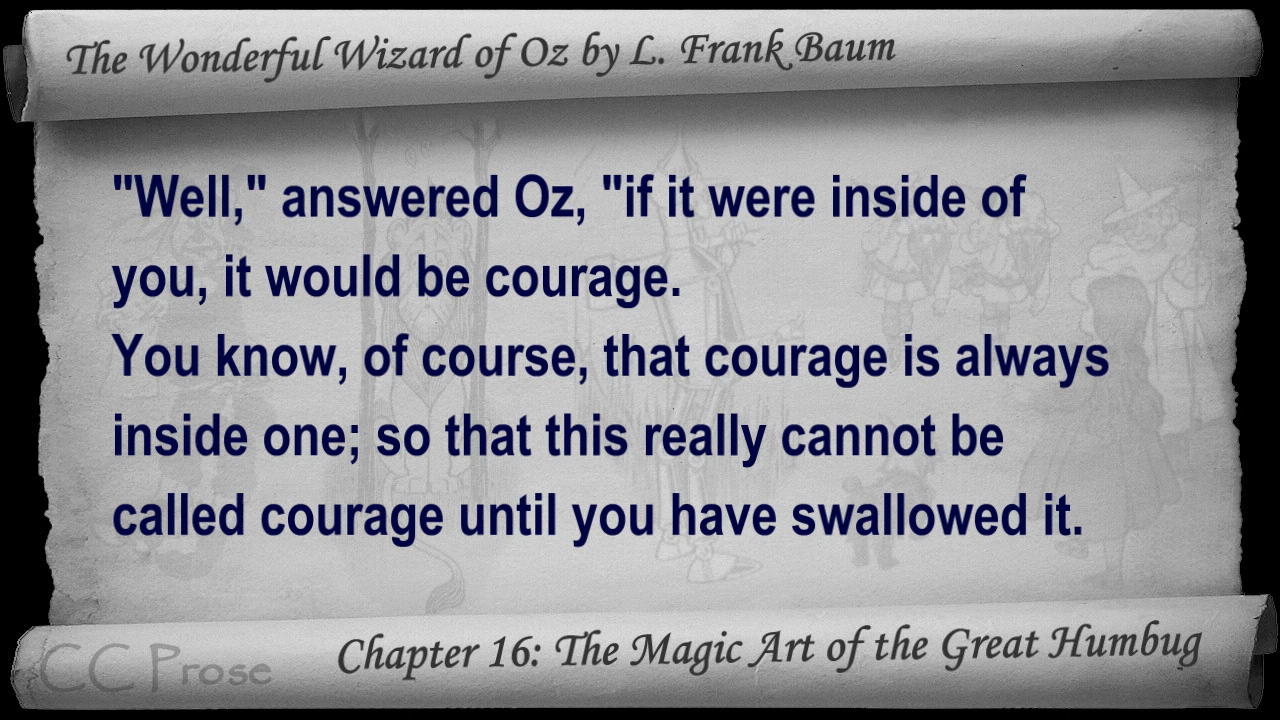 The Wonderful Wizard of Oz by L. Frank Baum
"Well," answered Oz, "if it were inside of
you, it would be courage.
You know, of course, that courage is always
inside one; so that this really cannot be
called courage until you have swallowed it.
Chapter 16: The Magic Art of the Great Humbug
CC Prose